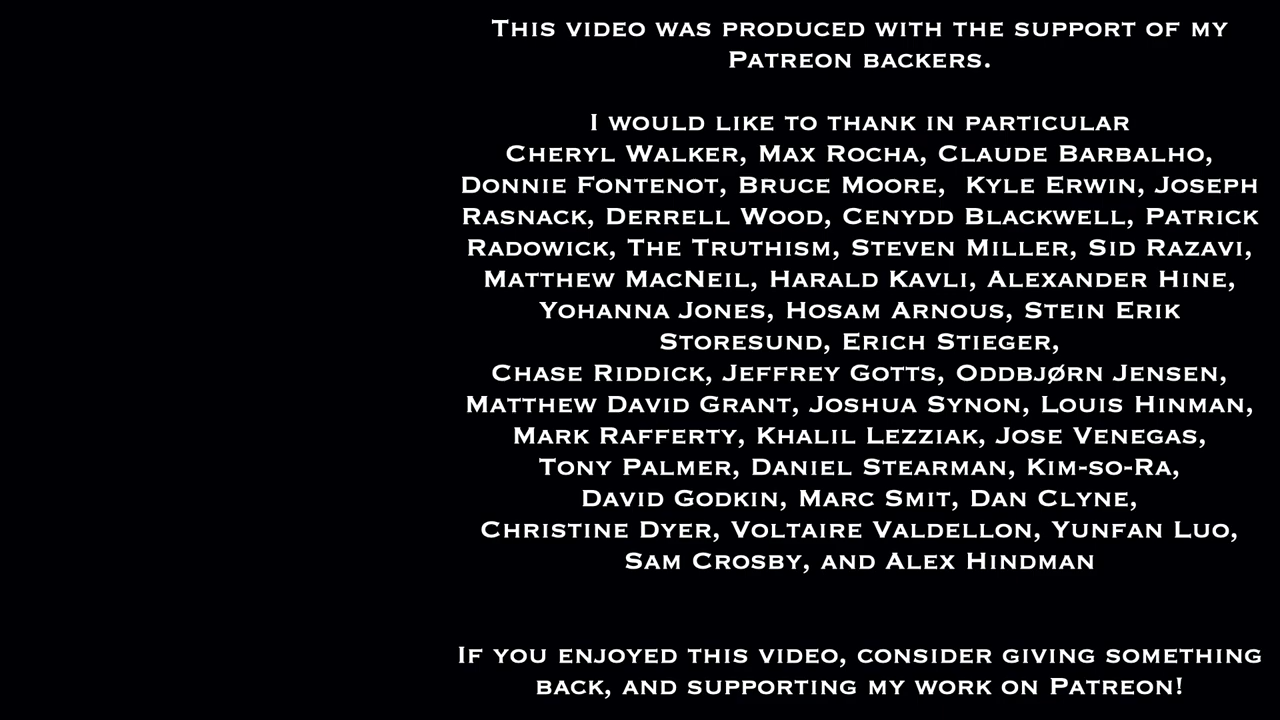 This video was produced with the support of my
Patreon backers.
I would like to thank in particular
Cheryl Walker, Max Rocha, Claude Barbalho,
Donnie Fontenot, Bruce Moore,  Kyle Erwin, Joseph
Rasnack, Derrell Wood, Cenydd Blackwell, Patrick
Radowick, The Truthism, Steven Miller, Sid Razavi,
Matthew MacNeil, Harald Kavli, Alexander Hine,
Yohanna Jones, Hosam Arnous, Stein Erik
Storesund, Erich Stieger,
Chase Riddick, Jeffrey Gotts, Oddbjørn Jensen,
Matthew David Grant, Joshua Synon, Louis Hinman,
Mark Rafferty, Khalil Lezziak, Jose Venegas,
Tony Palmer, Daniel Stearman, Kim-so-Ra,
David Godkin, Marc Smit, Dan Clyne,
Christine Dyer, Voltaire Valdellon, Yunfan Luo,
Sam Crosby, and Alex Hindman
If you enjoyed this video, consider giving something
back, and supporting my work on Patreon!